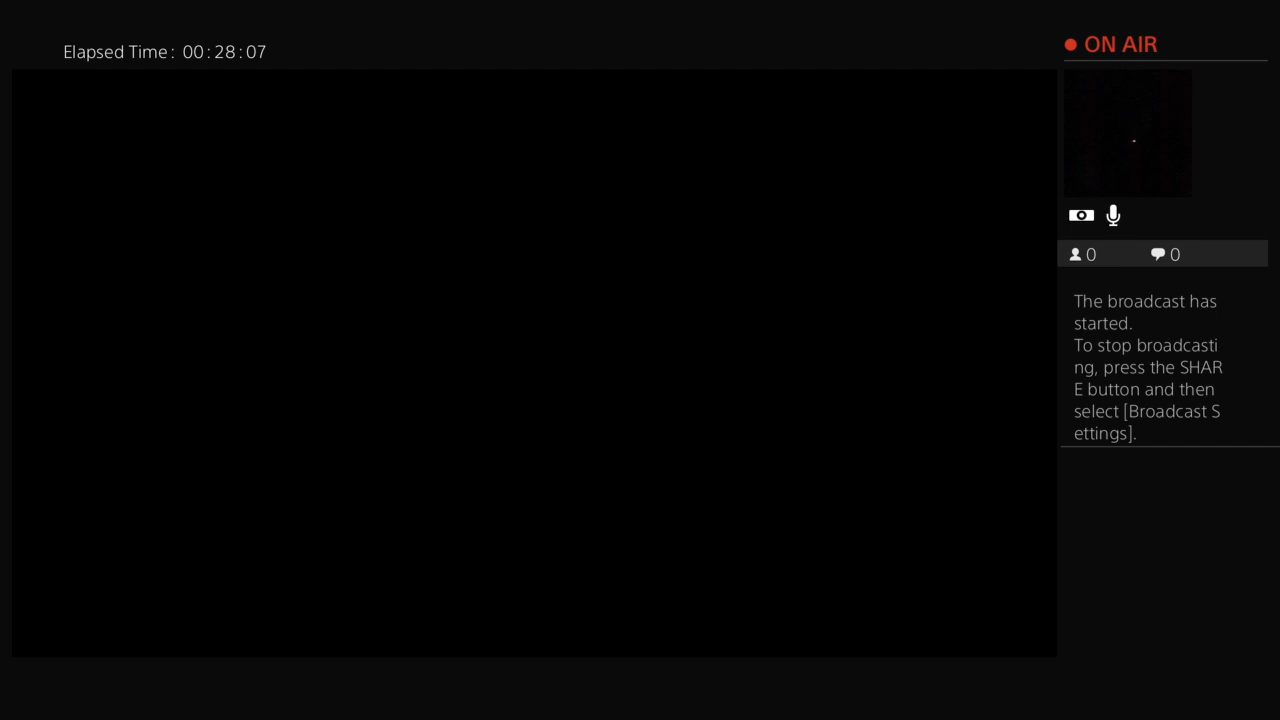 Elapsed Time: 00:28:07
ON AIR
0 0
The broadcast has
started.
To stop broadcasti
ng, press the SHAR
E button and then
select [Broadcast S
ettings].